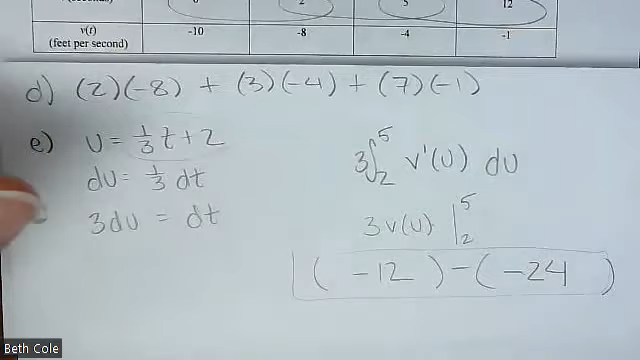 0 2 5 12
v(t) -10 -8 -4 -1
(feet per second)
d) (2)(-8) + (3)(-4) + (7)(-1)
e) u = 1/3 t + 2
du = 1/3 dt
3du = dt
3∫₂⁵ v'(u) du
3v(u) |₂⁵
(-12) - (-24)
Beth Cole